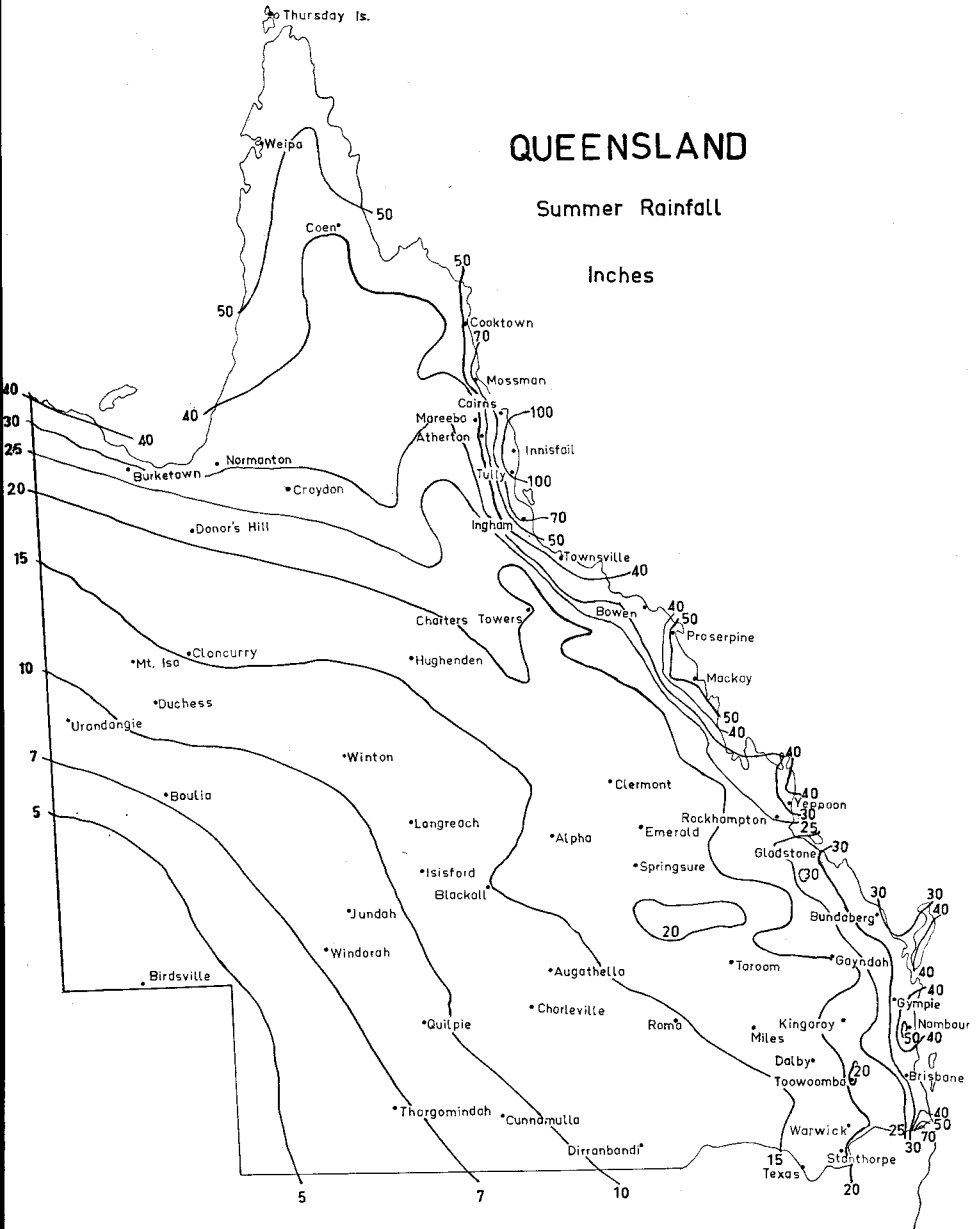 Thursday Is.
QUEENSLAND
Weipa
Summer Rainfall
50
Coen
50
Inches
50
Cooktown
70
Mossman
40
Cairns
40
100
30
Mareeba
40
Atherton
25
Innisfail
Normanton
Burketown
Tully
100
20
Croydon
70
Donor's Hill
Ingham
50
Townsville
15
40
Charters Towers
Bowen
40
50
Proserpine
Cloncurry
Mt. Isa
Hughenden
10
Mackay
Duchess
50
Urandangie
40
7
Winton
40
Clermont
Boulia
40
Yeppoon
5
Longreach
Rockhampton
30
Emerald
25
Alpha
Gladstone
30
Isisford
Springsure
30
Blackall
30
30
Jundah
Bundaberg
40
20
Windorah
Gayndah
Birdsville
Augathella
Taroom
40
40
Gympie
Charleville
Quilpie
Roma
Kingaroy
Nambour
Miles
50
40
Dalby
20
Toowoomba
Brisbane
Thargomindah
Cunnamulla
40
Warwick
25
50
70
Dirranbandi
30
15
Stanthorpe
Texas
5
7
10
20